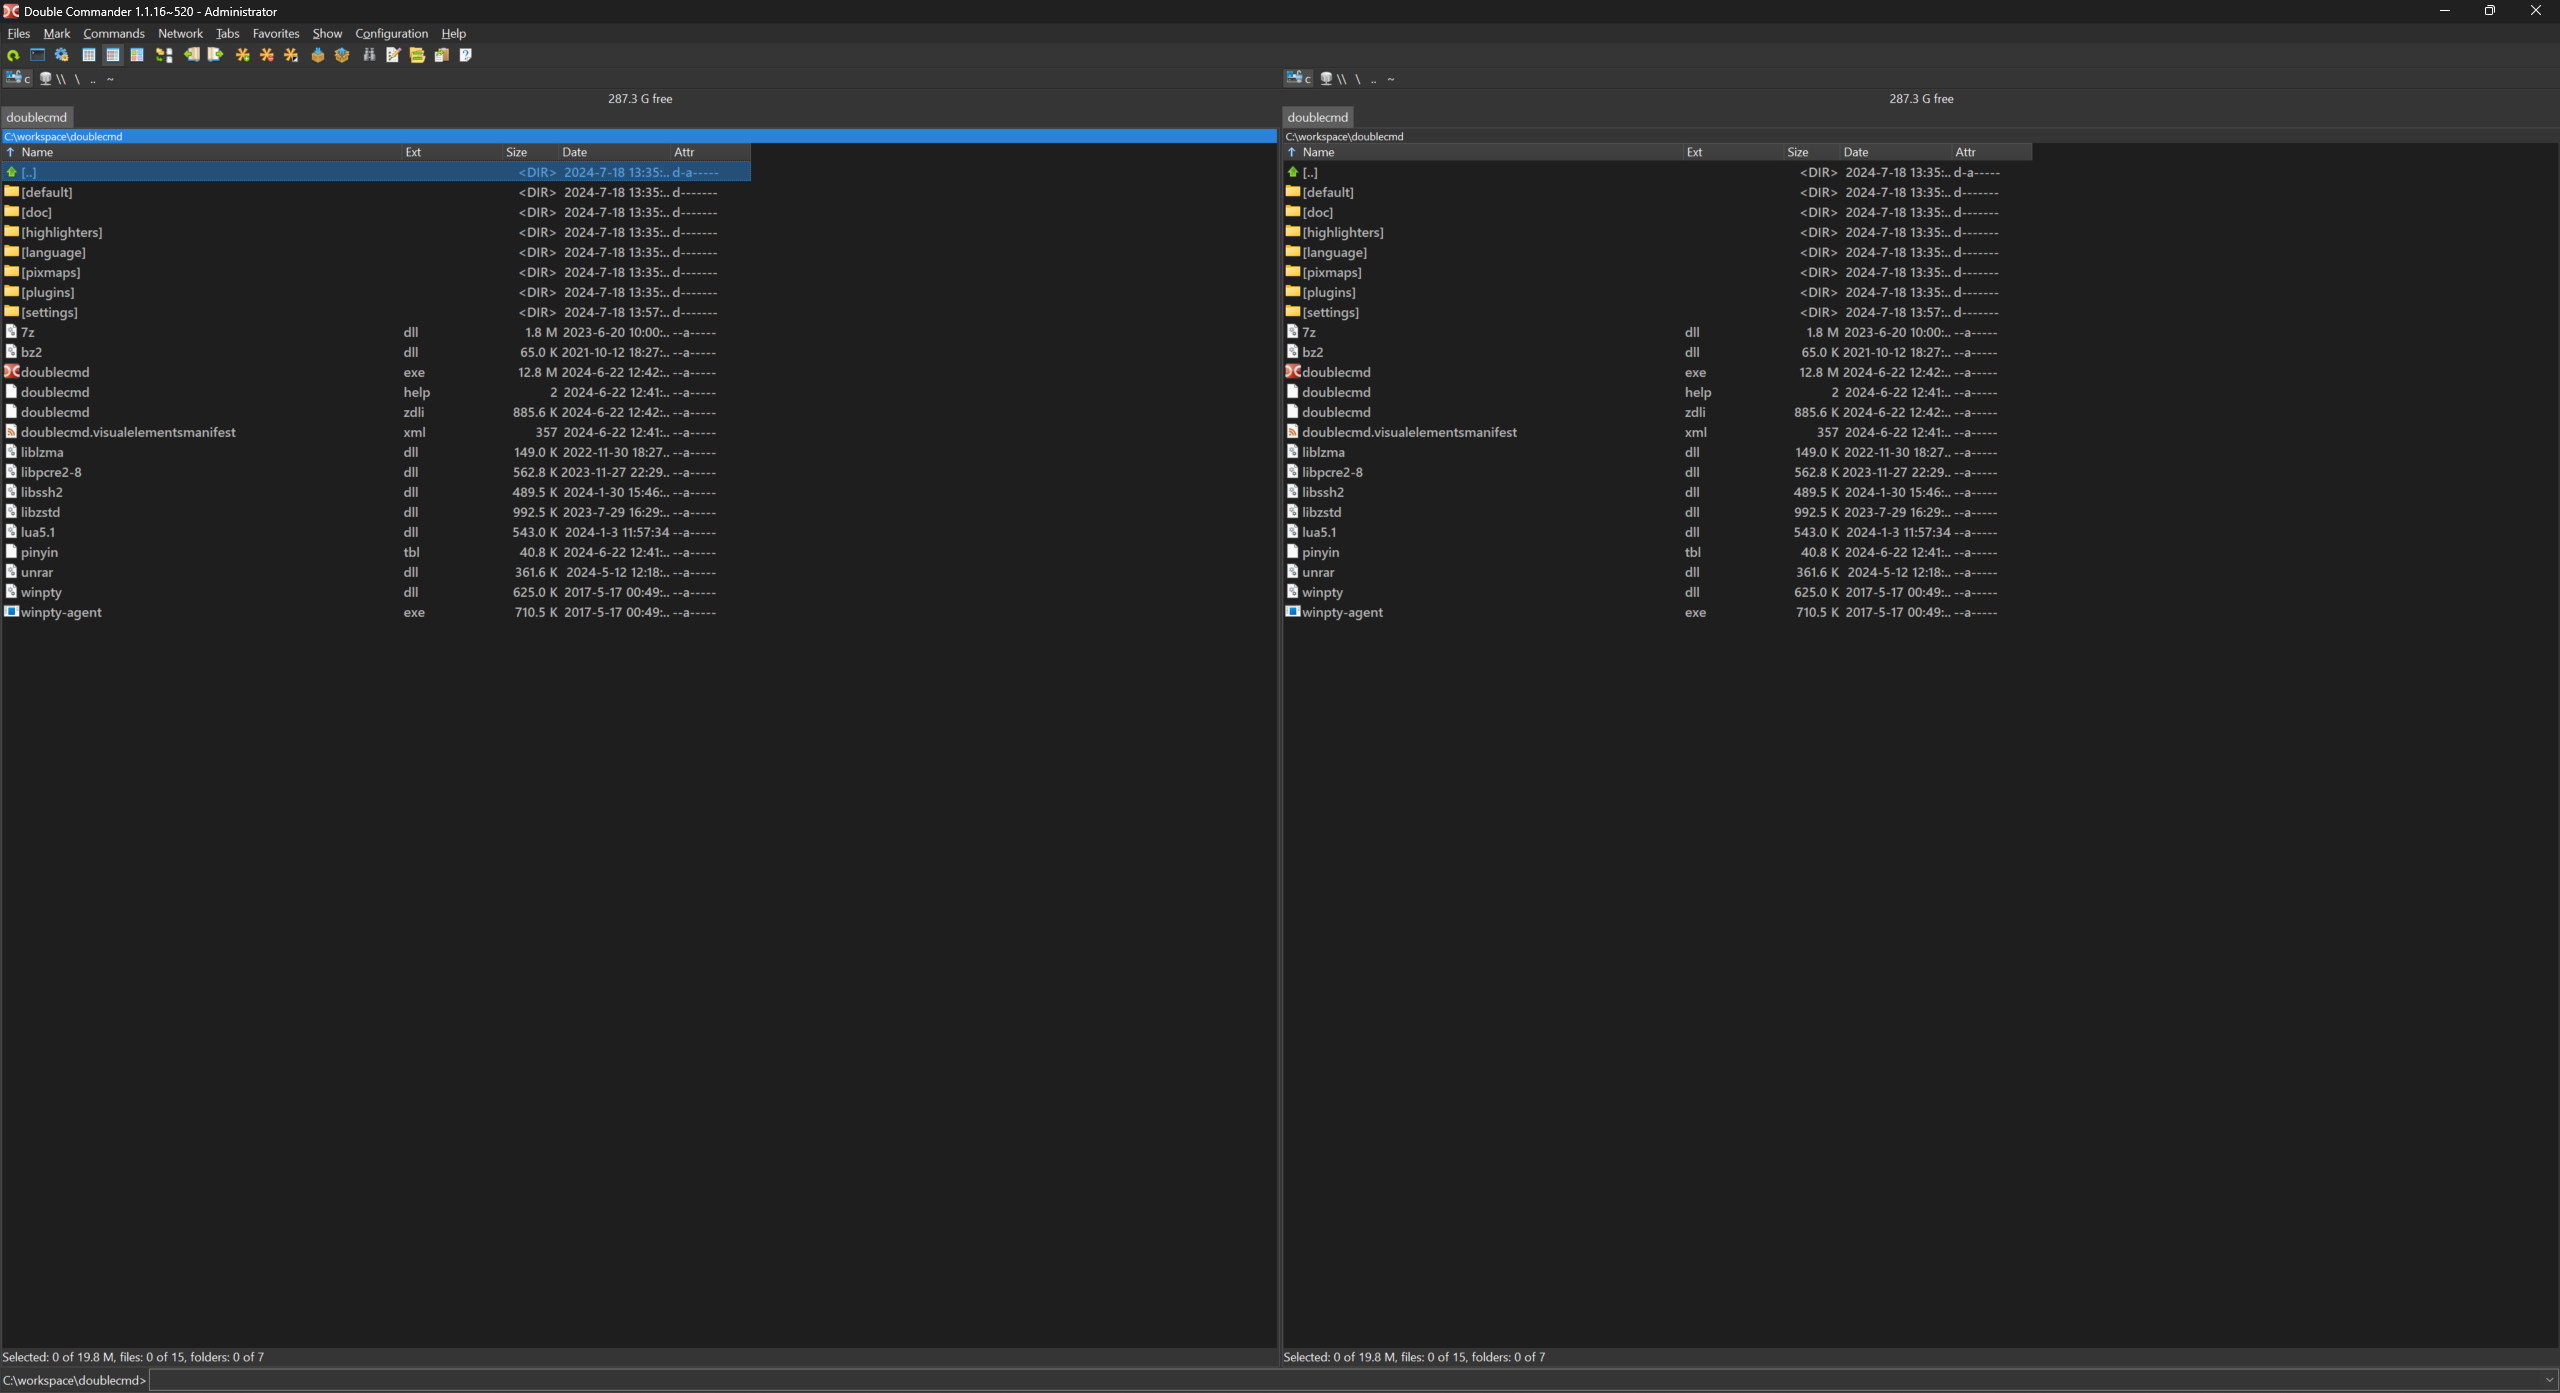 Double Commander 1.1.16~520 - Administrator
Files Mark Commands Network Tabs Favorites Show Configuration Help
c \\ \ .. ~
287.3 G free
doublecmd
C:\workspace\doublecmd
Name Ext Size Date Attr
[..] <DIR> 2024-7-18 13:35:.. d-a-----
[default] <DIR> 2024-7-18 13:35:.. d-------
[doc] <DIR> 2024-7-18 13:35:.. d-------
[highlighters] <DIR> 2024-7-18 13:35:.. d-------
[language] <DIR> 2024-7-18 13:35:.. d-------
[pixmaps] <DIR> 2024-7-18 13:35:.. d-------
[plugins] <DIR> 2024-7-18 13:35:.. d-------
[settings] <DIR> 2024-7-18 13:57:.. d-------
7z dll 1.8 M 2023-6-20 10:00:.. --a-----
bz2 dll 65.0 K 2021-10-12 18:27:.. --a-----
doublecmd exe 12.8 M 2024-6-22 12:42:.. --a-----
doublecmd help 2 2024-6-22 12:41:.. --a-----
doublecmd zdli 885.6 K 2024-6-22 12:42:.. --a-----
doublecmd.visualelementsmanifest xml 357 2024-6-22 12:41:.. --a-----
liblzma dll 149.0 K 2022-11-30 18:27.. --a-----
libpcre2-8 dll 562.8 K 2023-11-27 22:29.. --a-----
libssh2 dll 489.5 K 2024-1-30 15:46:.. --a-----
libzstd dll 992.5 K 2023-7-29 16:29:.. --a-----
lua5.1 dll 543.0 K 2024-1-3 11:57:34 --a-----
pinyin tbl 40.8 K 2024-6-22 12:41:.. --a-----
unrar dll 361.6 K 2024-5-12 12:18:.. --a-----
winpty dll 625.0 K 2017-5-17 00:49:.. --a-----
winpty-agent exe 710.5 K 2017-5-17 00:49:.. --a-----
Selected: 0 of 19.8 M, files: 0 of 15, folders: 0 of 7
c \\ \ .. ~
287.3 G free
doublecmd
C:\workspace\doublecmd
Name Ext Size Date Attr
[..] <DIR> 2024-7-18 13:35:.. d-a-----
[default] <DIR> 2024-7-18 13:35:.. d-------
[doc] <DIR> 2024-7-18 13:35:.. d-------
[highlighters] <DIR> 2024-7-18 13:35:.. d-------
[language] <DIR> 2024-7-18 13:35:.. d-------
[pixmaps] <DIR> 2024-7-18 13:35:.. d-------
[plugins] <DIR> 2024-7-18 13:35:.. d-------
[settings] <DIR> 2024-7-18 13:57:.. d-------
7z dll 1.8 M 2023-6-20 10:00:.. --a-----
bz2 dll 65.0 K 2021-10-12 18:27:.. --a-----
doublecmd exe 12.8 M 2024-6-22 12:42:.. --a-----
doublecmd help 2 2024-6-22 12:41:.. --a-----
doublecmd zdli 885.6 K 2024-6-22 12:42:.. --a-----
doublecmd.visualelementsmanifest xml 357 2024-6-22 12:41:.. --a-----
liblzma dll 149.0 K 2022-11-30 18:27.. --a-----
libpcre2-8 dll 562.8 K 2023-11-27 22:29.. --a-----
libssh2 dll 489.5 K 2024-1-30 15:46:.. --a-----
libzstd dll 992.5 K 2023-7-29 16:29:.. --a-----
lua5.1 dll 543.0 K 2024-1-3 11:57:34 --a-----
pinyin tbl 40.8 K 2024-6-22 12:41:.. --a-----
unrar dll 361.6 K 2024-5-12 12:18:.. --a-----
winpty dll 625.0 K 2017-5-17 00:49:.. --a-----
winpty-agent exe 710.5 K 2017-5-17 00:49:.. --a-----
Selected: 0 of 19.8 M, files: 0 of 15, folders: 0 of 7
C:\workspace\doublecmd>